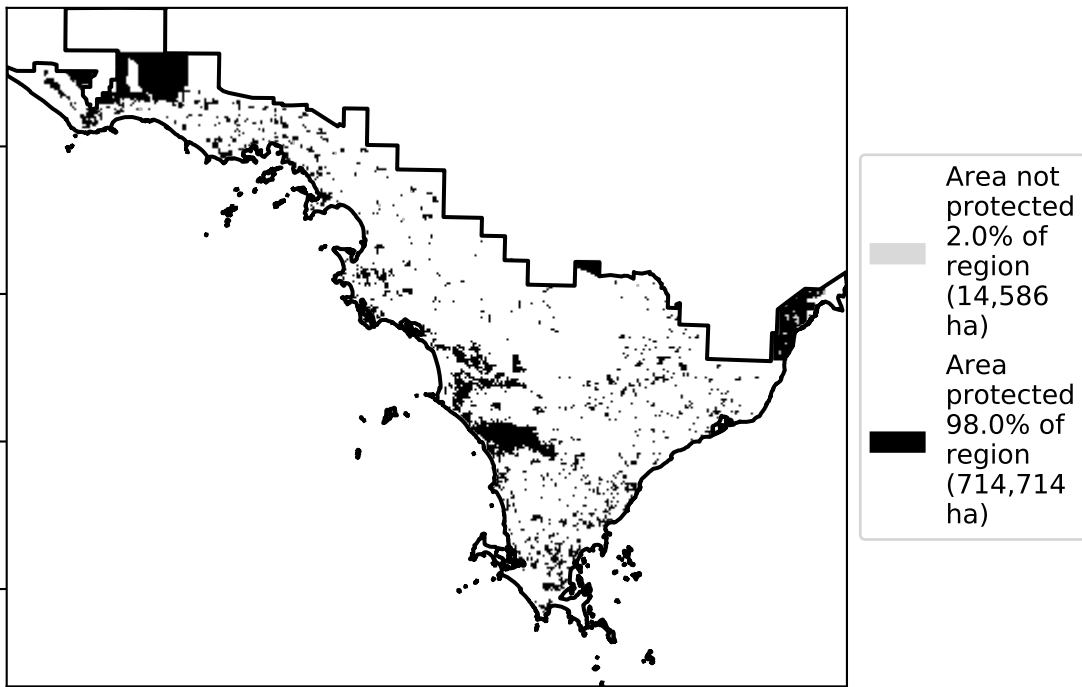 Area not
protected
2.0% of
region
(14,586
ha)
Area
protected
98.0% of
region
(714,714
ha)